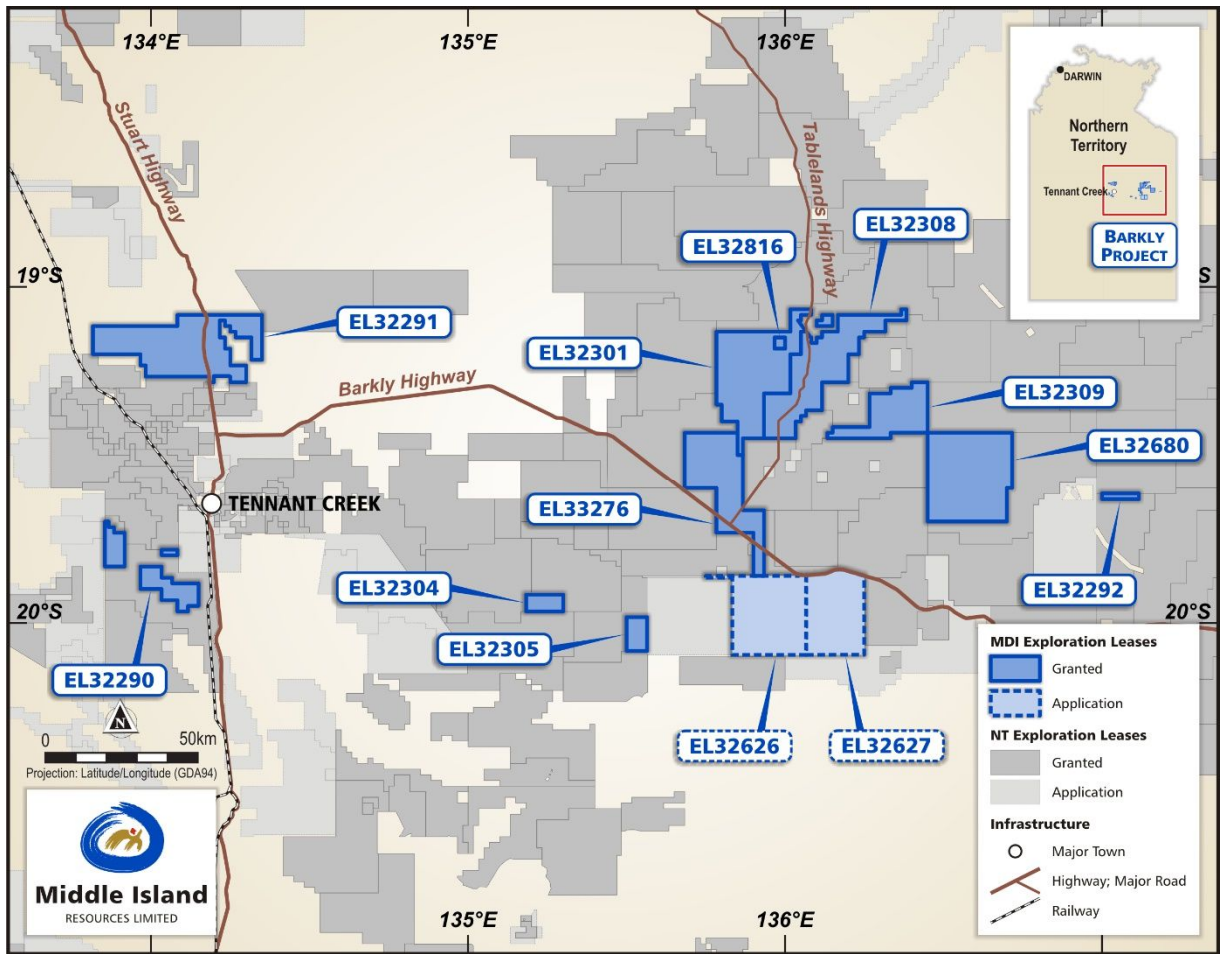 134°E
135°E
136°E
DARWIN
Northern
Territory
Tennant Creek
BARKLY
PROJECT
Stuart Highway
Tablelands Highway
EL32308
EL32816
19°S
S
EL32291
EL32301
Barkly Highway
EL32309
EL32680
TENNANT CREEK
EL33276
EL32304
EL32292
20°S
20°S
EL32305
EL32290
N
0 50km
Projection: Latitude/Longitude (GDA94)
EL32626
EL32627
MDI Exploration Leases
Granted
Application
NT Exploration Leases
Granted
Application
Infrastructure
Major Town
Highway; Major Road
Railway
Middle Island
RESOURCES LIMITED
135°E
136°E